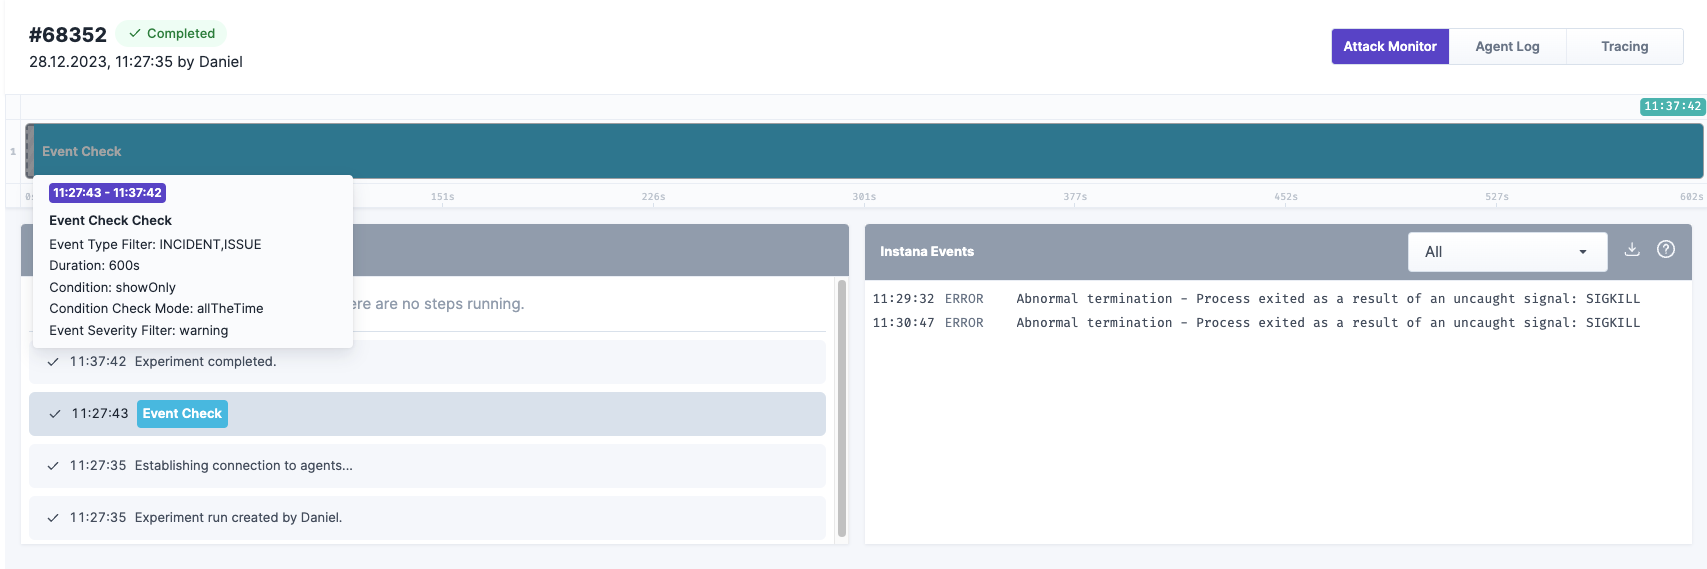 #68352 Completed
28.12.2023, 11:27:35 by Daniel
Attack Monitor Agent Log Tracing
11:37:42
1 Event Check
151s 226s 301s 377s 452s 527s 602s
11:27:43 - 11:37:42
Event Check Check
Event Type Filter: INCIDENT,ISSUE
Duration: 600s
Condition: showOnly
Condition Check Mode: allTheTime
Event Severity Filter: warning
are no steps running.
11:37:42 Experiment completed.
11:27:43 Event Check
11:27:35 Establishing connection to agents...
11:27:35 Experiment run created by Daniel.
Instana Events All
11:29:32 ERROR Abnormal termination - Process exited as a result of an uncaught signal: SIGKILL
11:30:47 ERROR Abnormal termination - Process exited as a result of an uncaught signal: SIGKILL